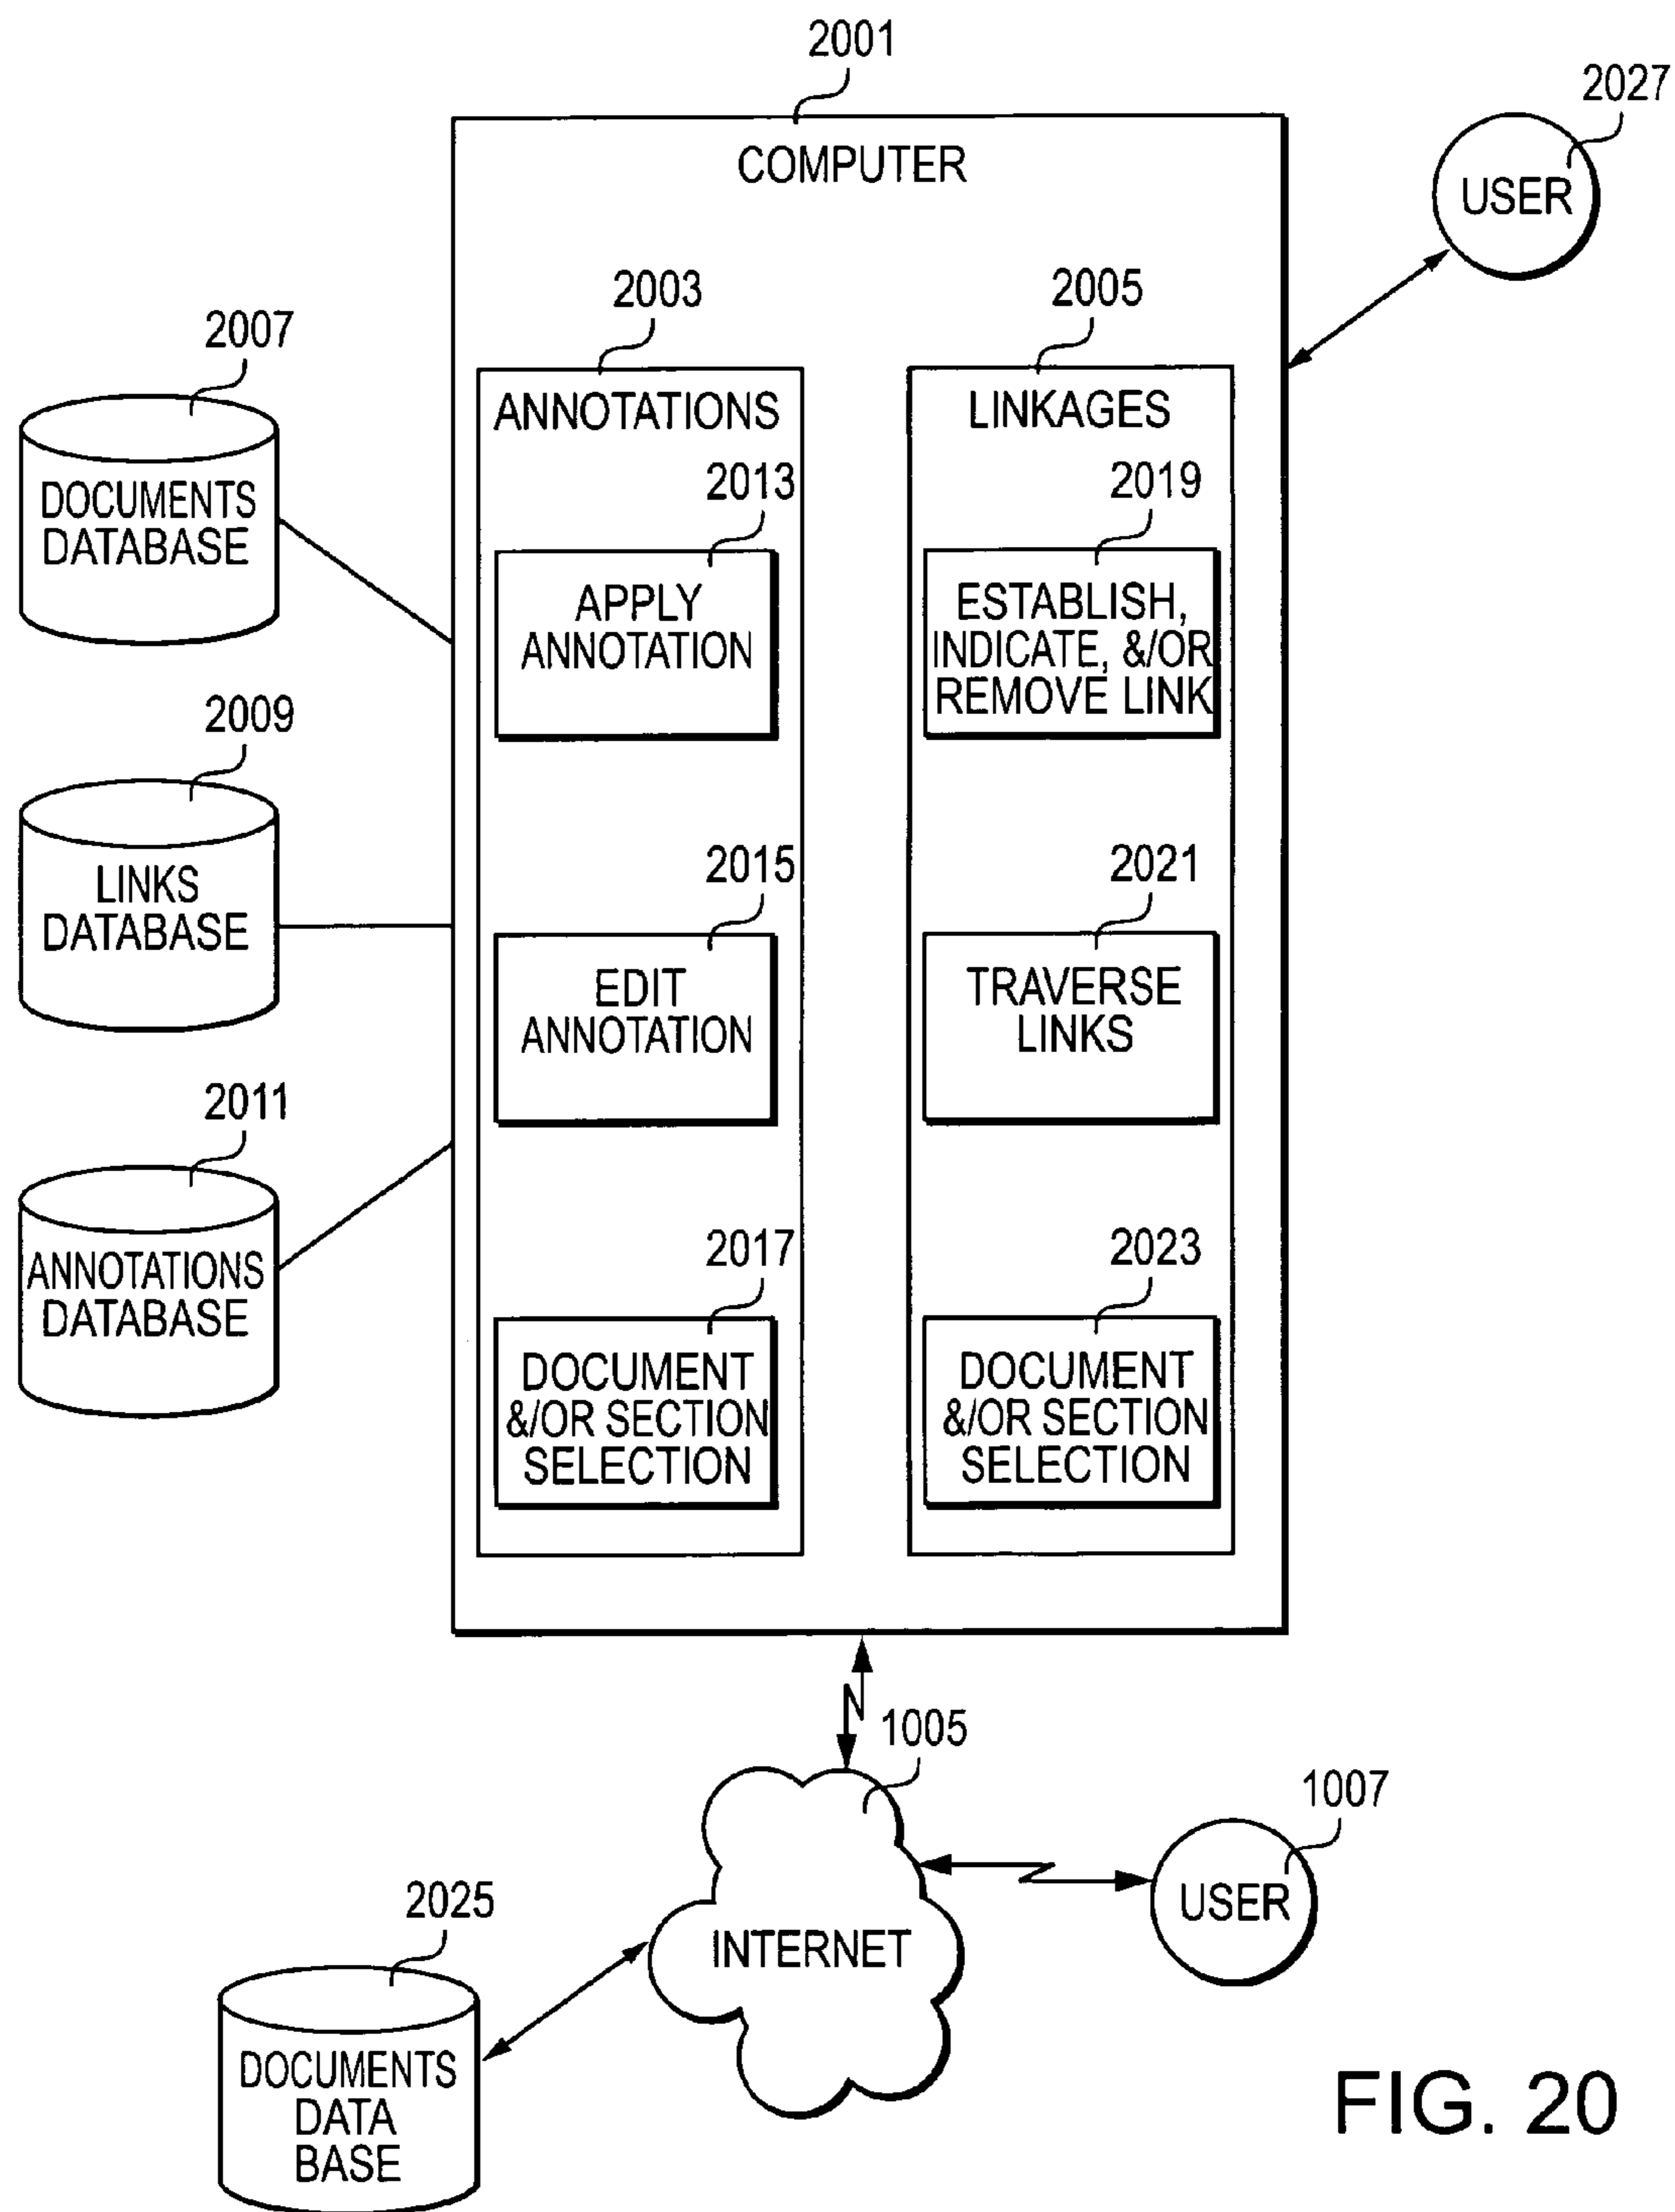 2001
COMPUTER
2027
USER
2003
2005
2007
DOCUMENTS
DATABASE
ANNOTATIONS
LINKAGES
2013
APPLY
ANNOTATION
2019
ESTABLISH,
INDICATE, &/OR
REMOVE LINK
2009
LINKS
DATABASE
2015
EDIT
ANNOTATION
2021
TRAVERSE
LINKS
2011
ANNOTATIONS
DATABASE
2017
DOCUMENT
&/OR SECTION
SELECTION
2023
DOCUMENT
&/OR SECTION
SELECTION
1005
INTERNET
1007
USER
2025
DOCUMENTS
DATA
BASE
FIG. 20